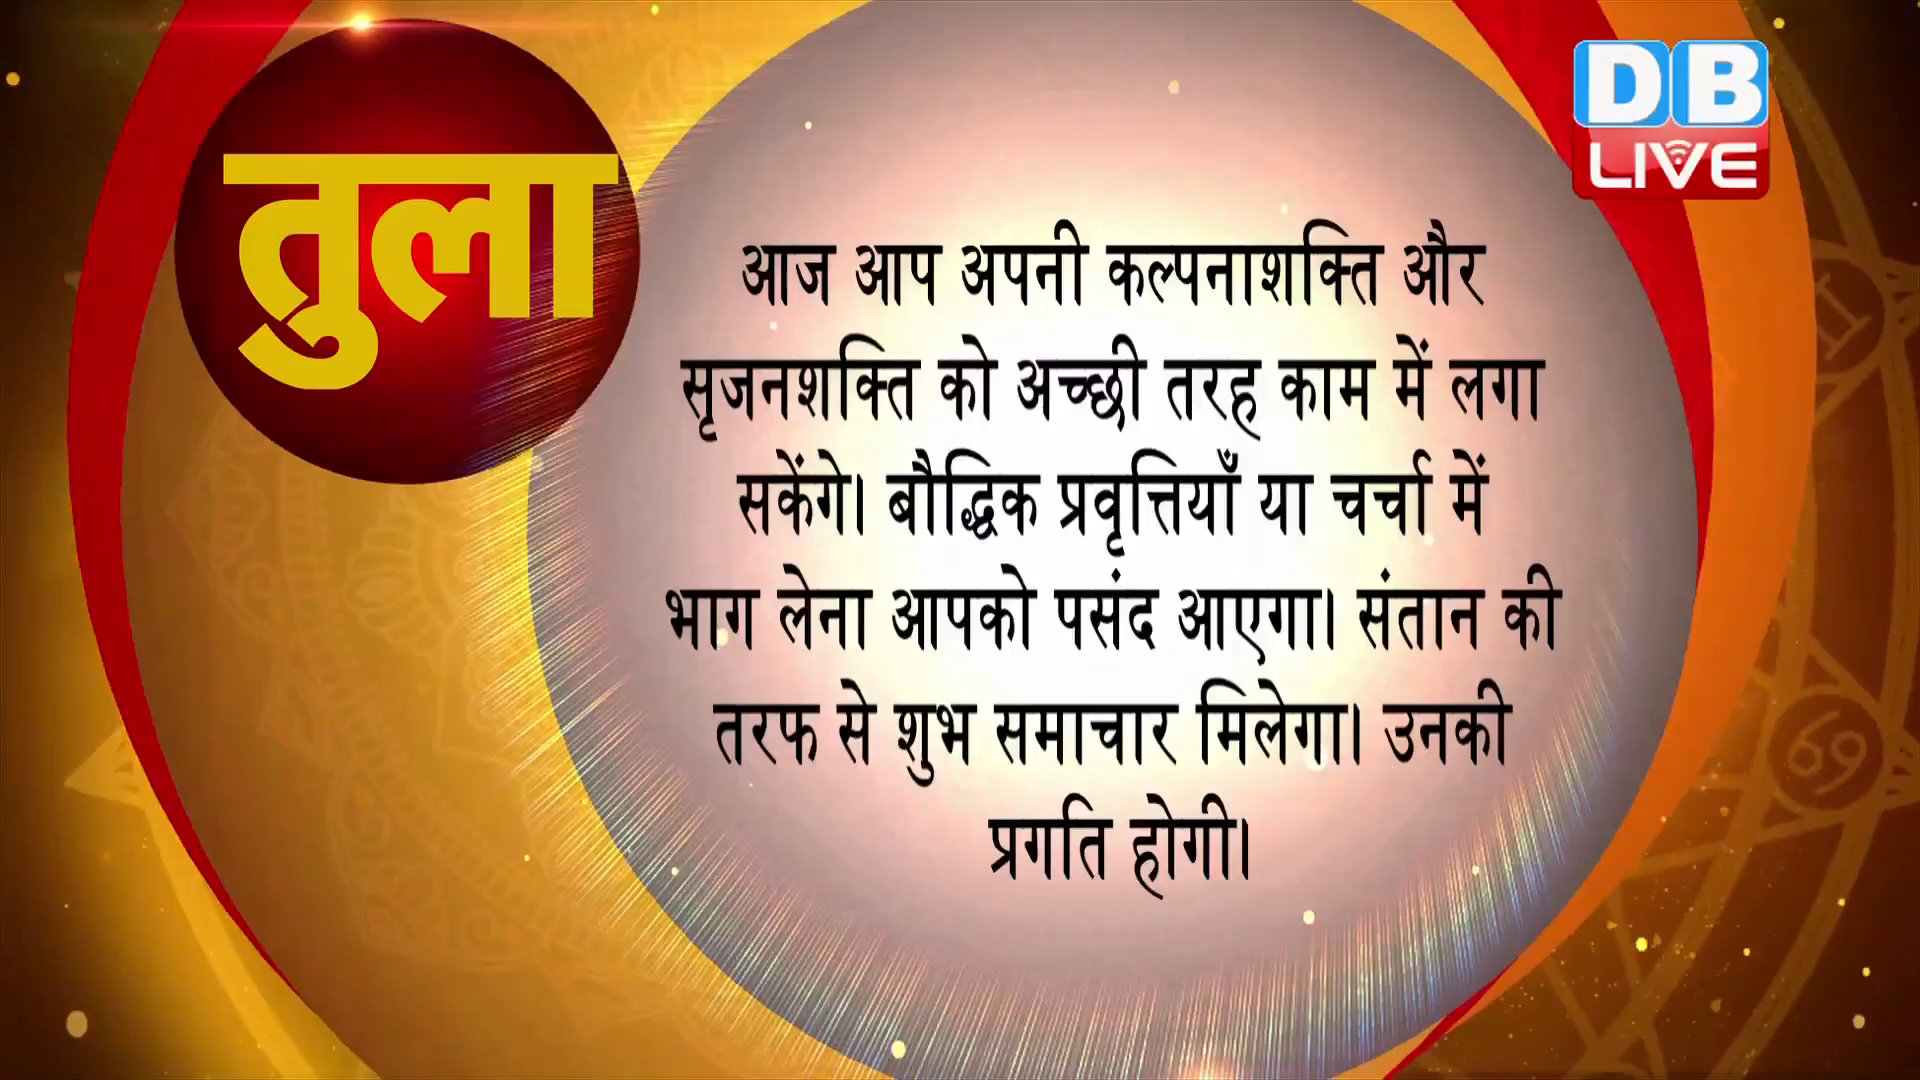 तुला
DB
LIVE
आज आप अपनी कल्पनाशक्ति और
सृजनशक्ति को अच्छी तरह काम में लगा
सकेंगे। बौद्धिक प्रवृत्तियाँ या चर्चा में
भाग लेना आपको पसंद आएगा। संतान की
तरफ से शुभ समाचार मिलेगा। उनकी
प्रगति होगी।